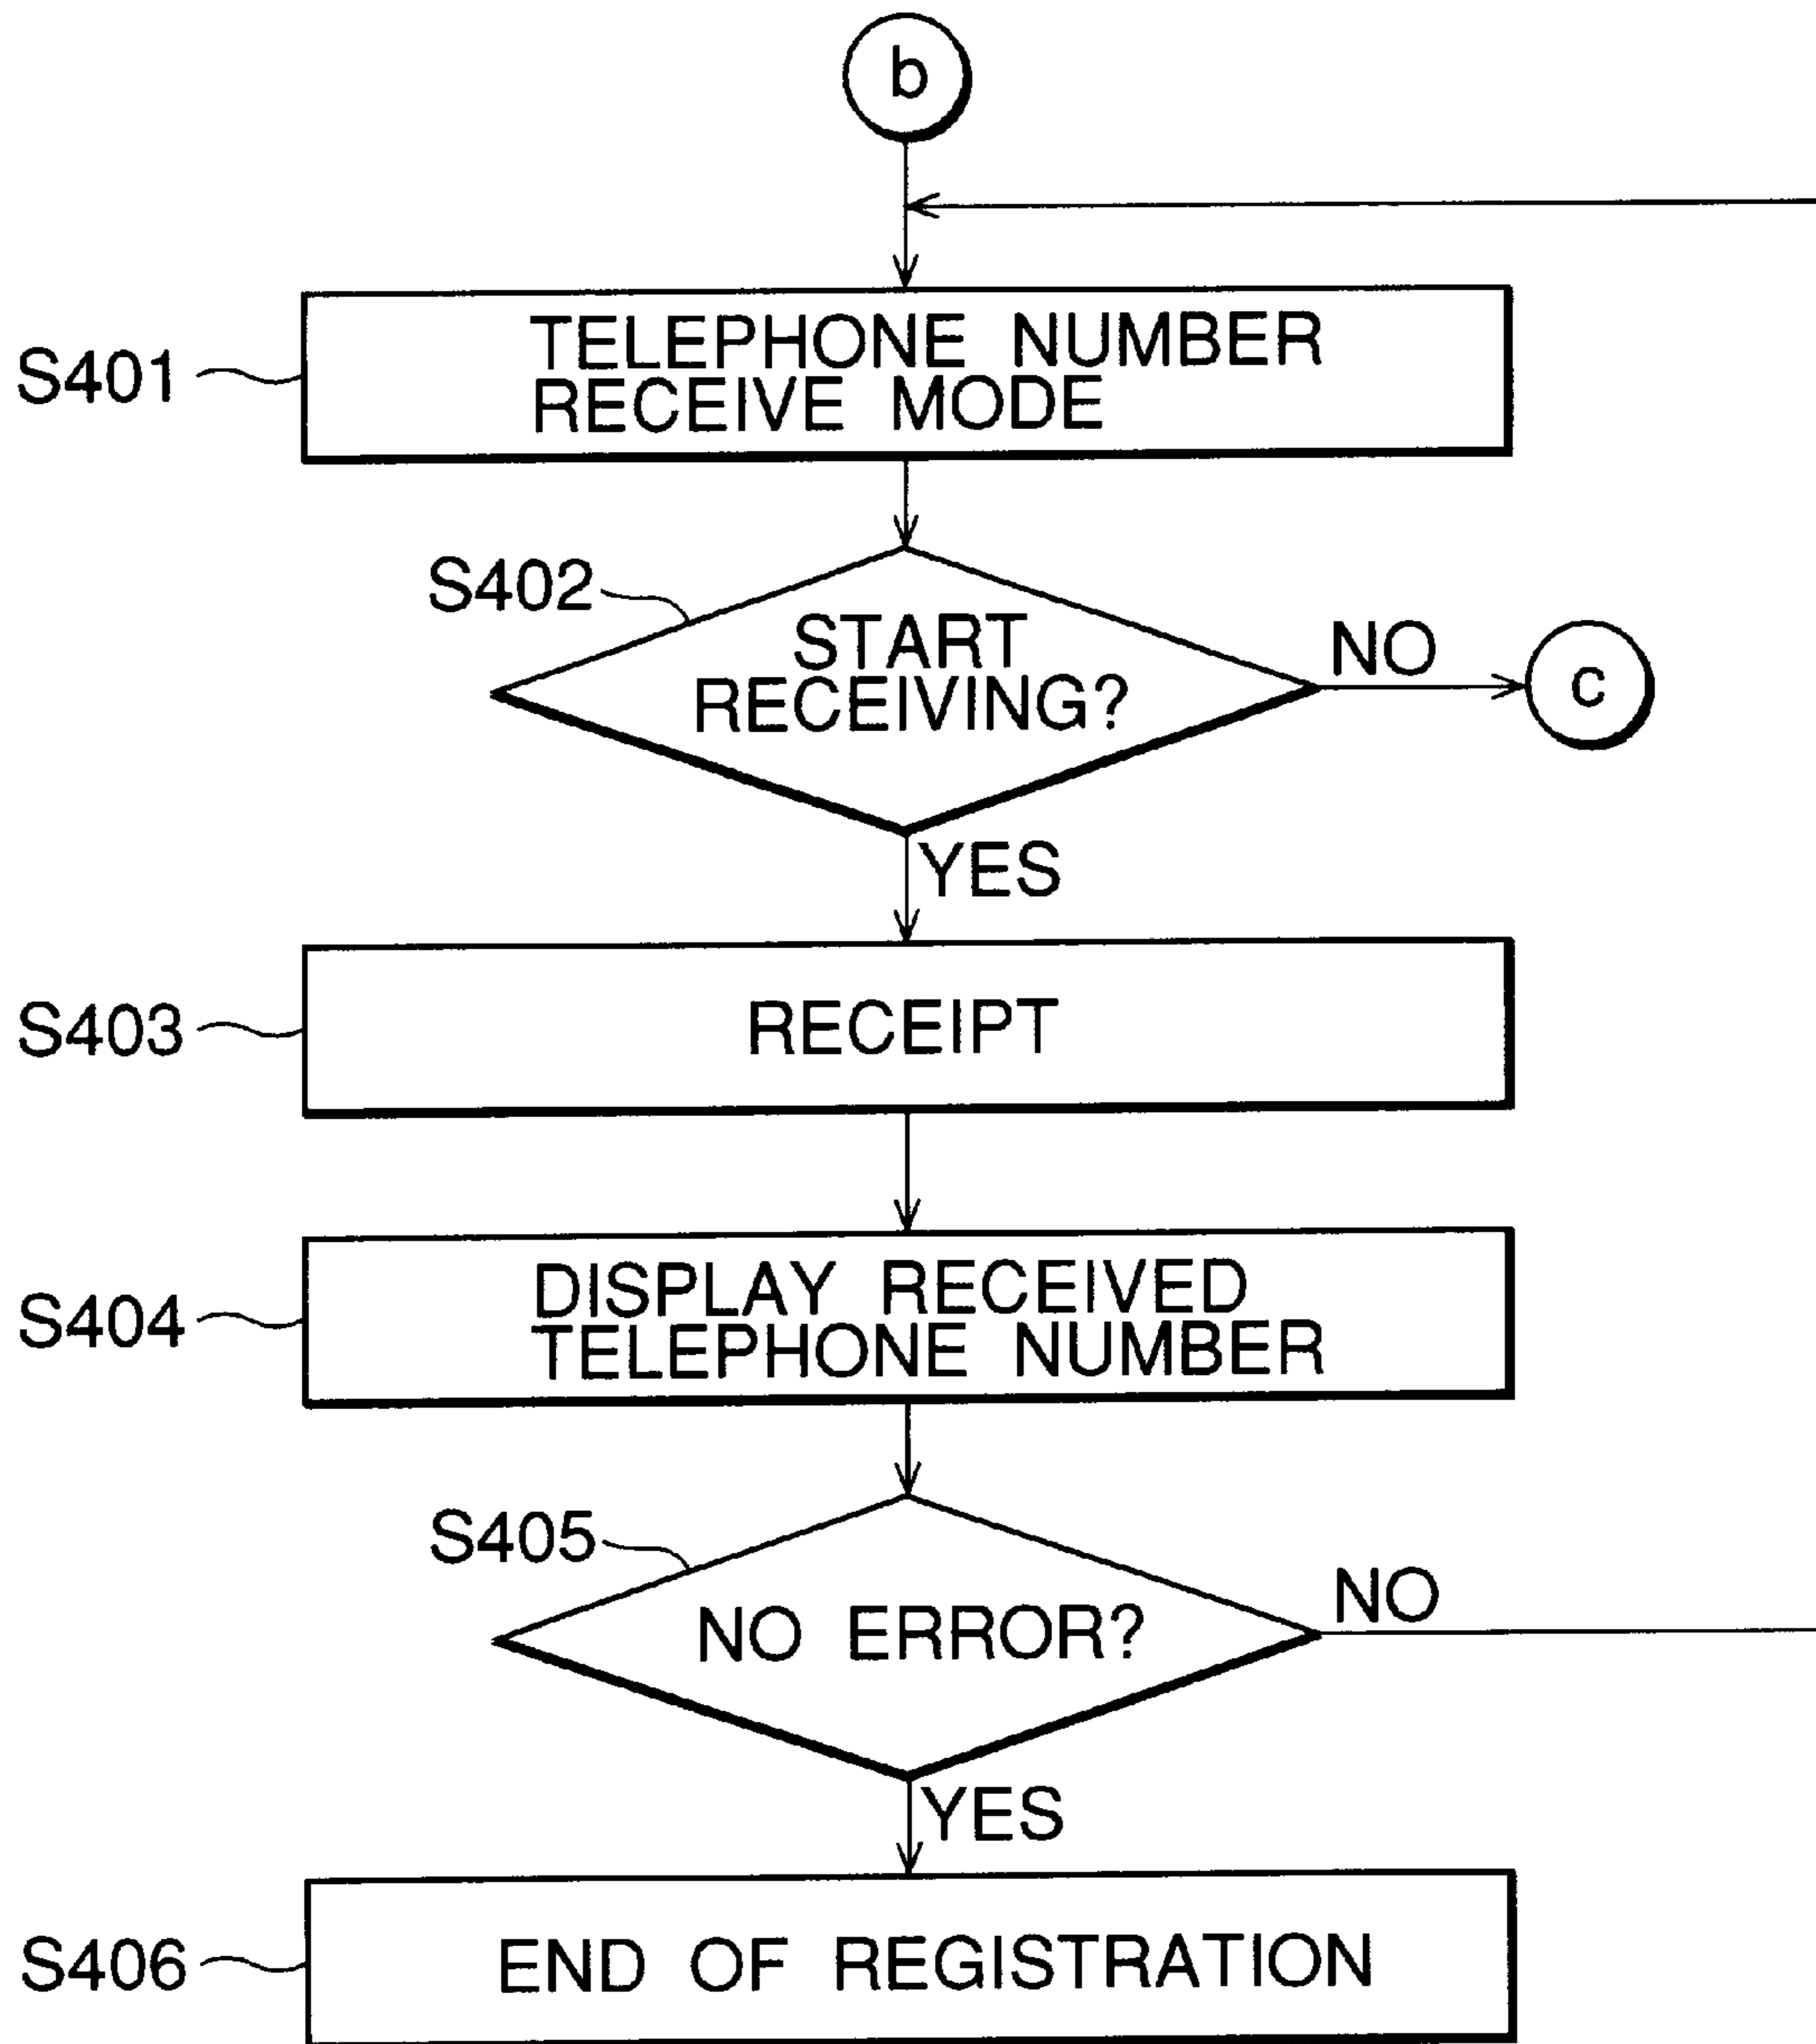 b
S401
TELEPHONE NUMBER
RECEIVE MODE
S402
START
RECEIVING?
NO
c
YES
S403
RECEIPT
S404
DISPLAY RECEIVED
TELEPHONE NUMBER
S405
NO ERROR?
NO
YES
S406
END OF REGISTRATION